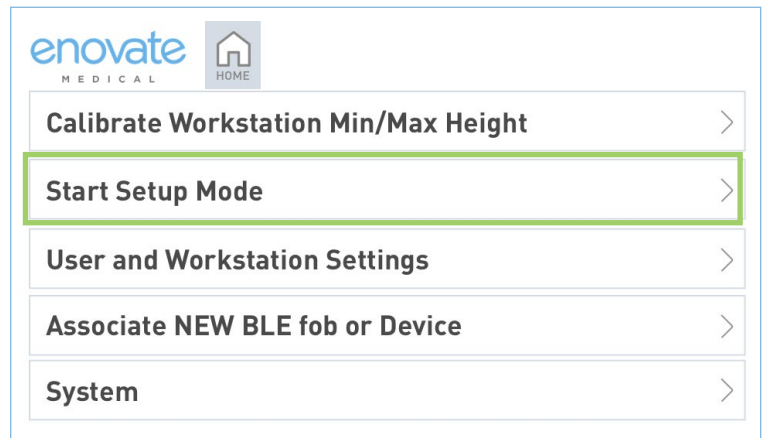 enovate
MEDICAL
HOME
Calibrate Workstation Min/Max Height
Start Setup Mode
User and Workstation Settings
Associate NEW BLE fob or Device
System